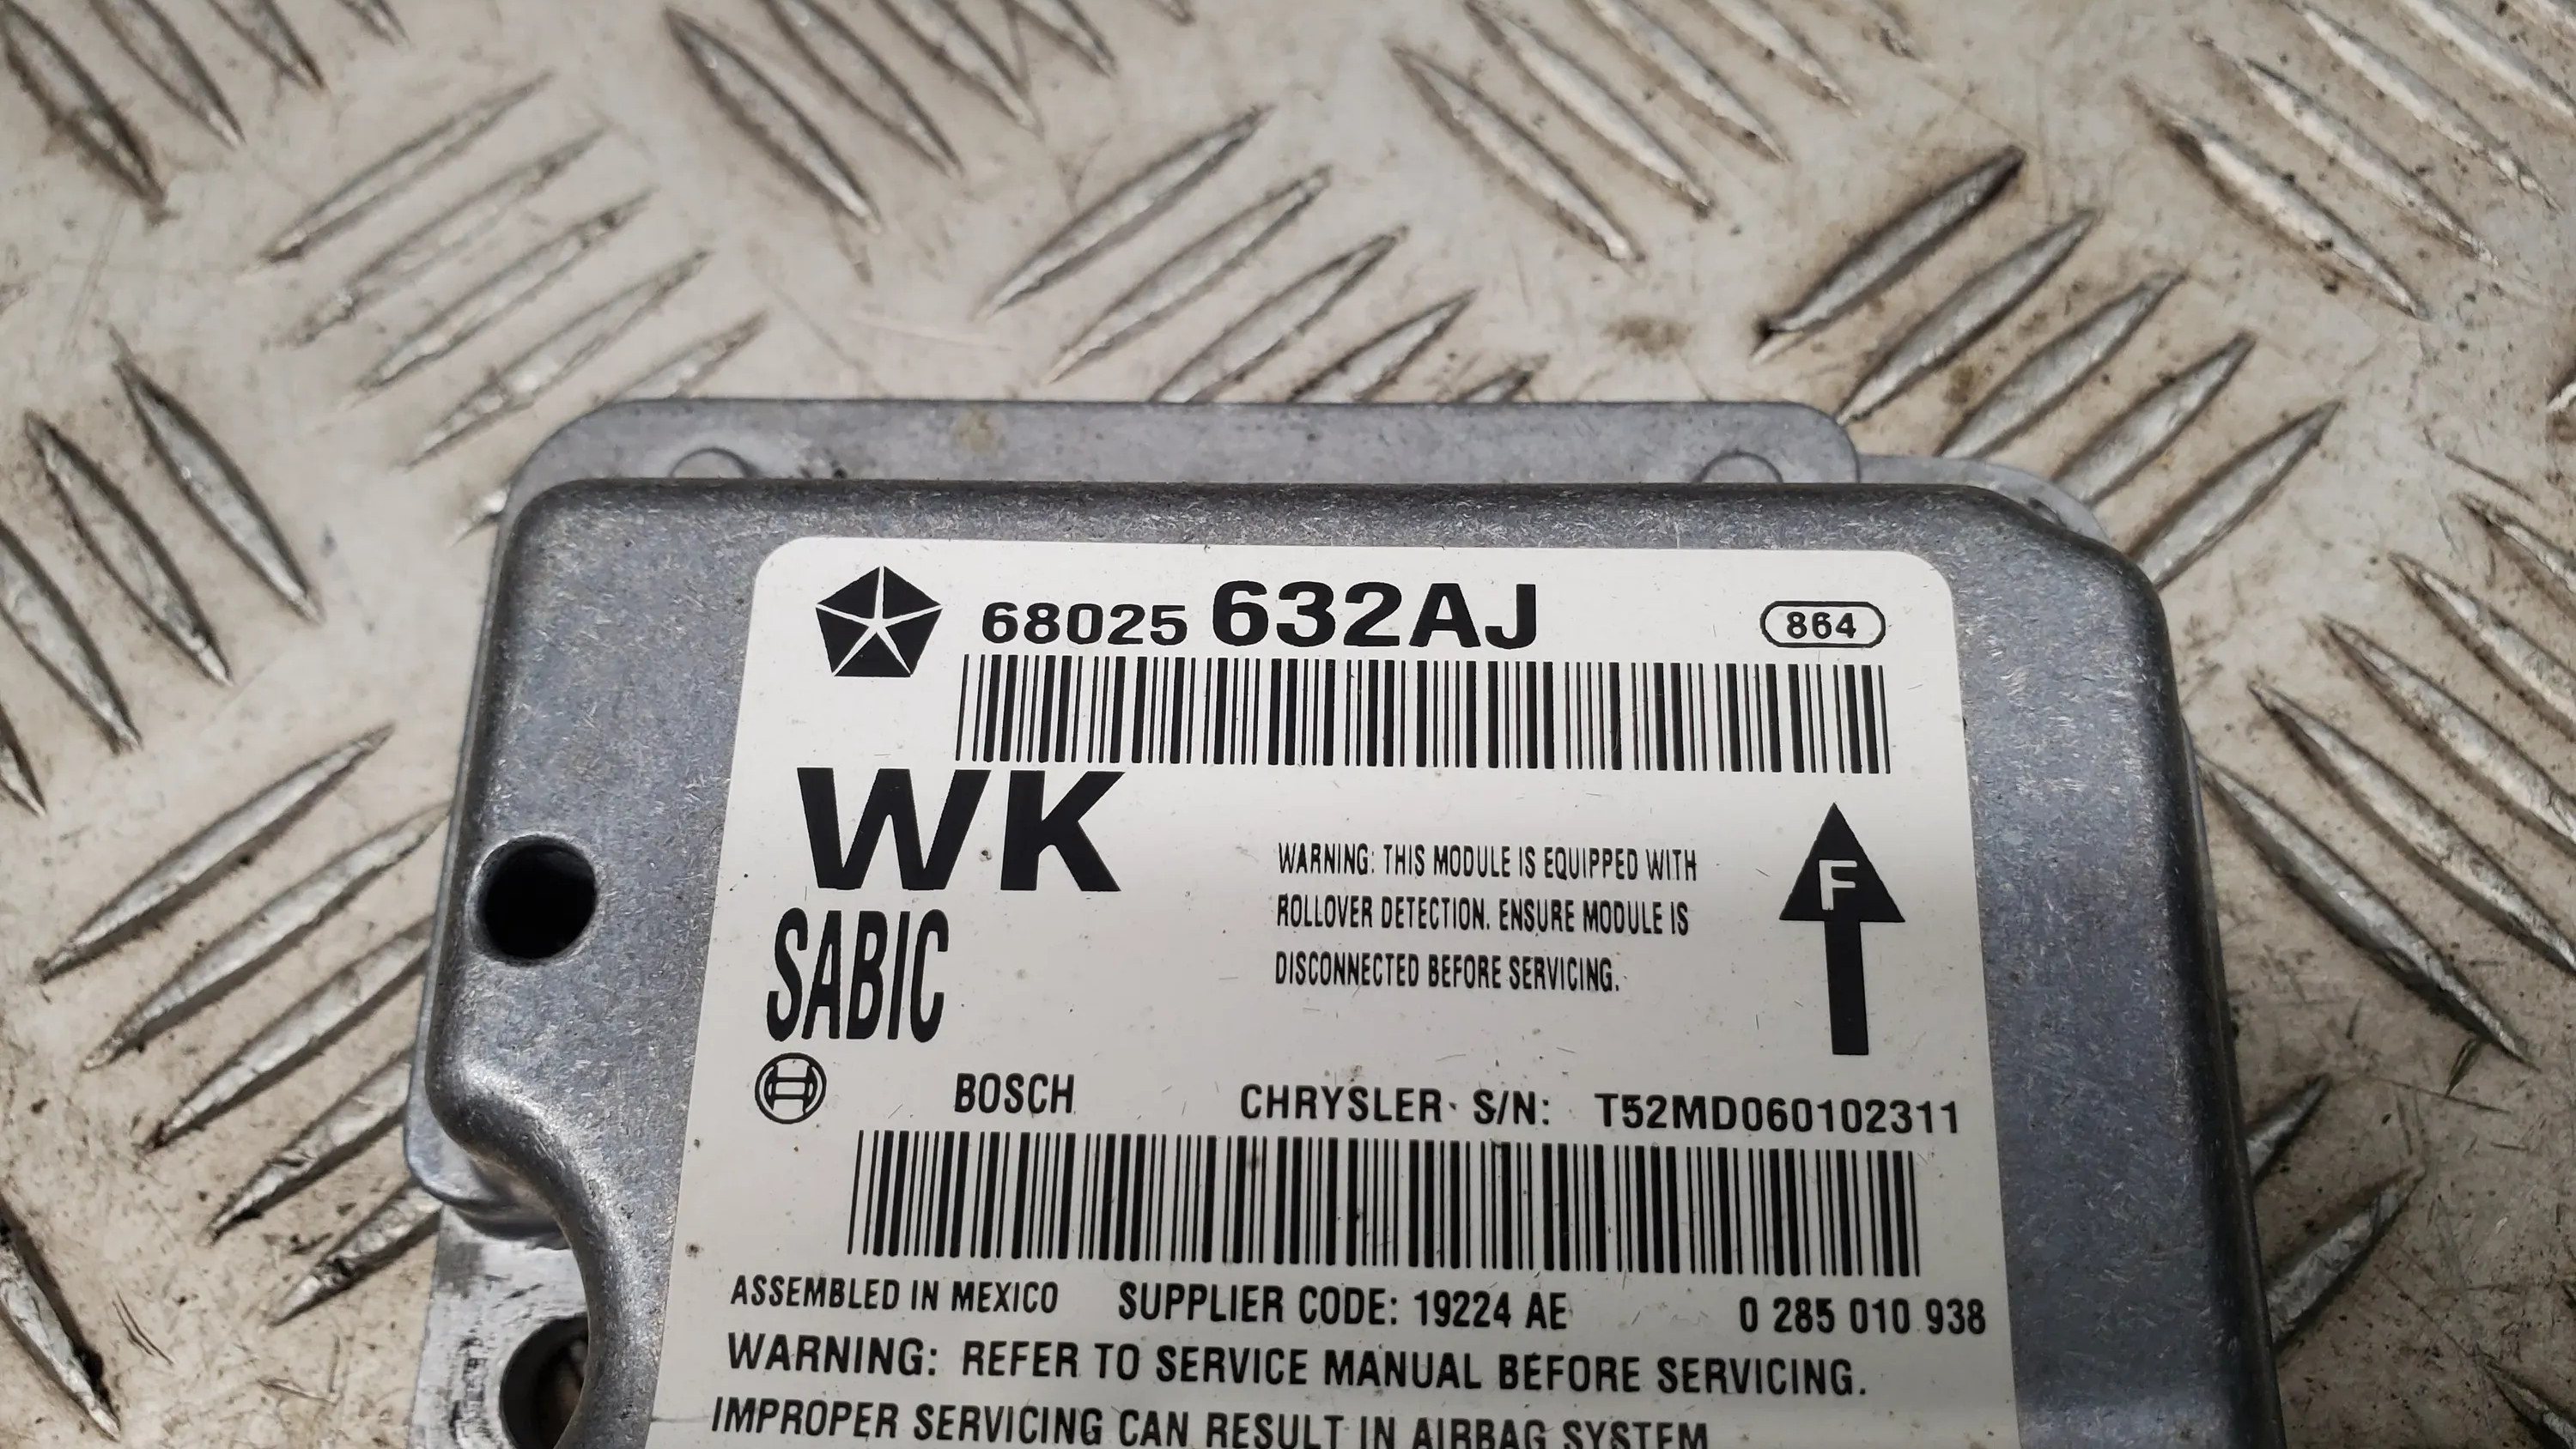 68025 632AJ 864
WK
SABIC
WARNING: THIS MODULE IS EQUIPPED WITH
ROLLOVER DETECTION. ENSURE MODULE IS
DISCONNECTED BEFORE SERVICING.
F
BOSCH CHRYSLER S/N: T52MD060102311
ASSEMBLED IN MEXICO SUPPLIER CODE: 19224 AE 0 285 010 938
WARNING: REFER TO SERVICE MANUAL BEFORE SERVICING.
IMPROPER SERVICING CAN RESULT IN AIRBAG SYSTEM